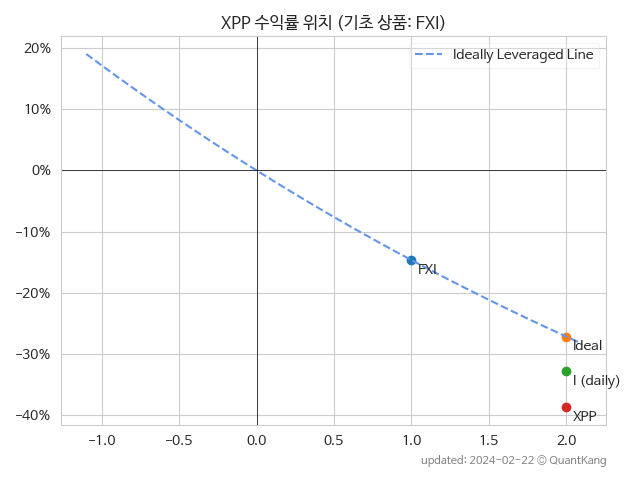 XPP 수익률 위치 (기초 상품: FXI)
Ideally Leveraged Line
20%
10%
0%
−10%
−20%
−30%
−40%
FXI
Ideal
I (daily)
XPP
−1.0
−0.5
0.0
0.5
1.0
1.5
2.0
updated: 2024-02-22 © QuantKang